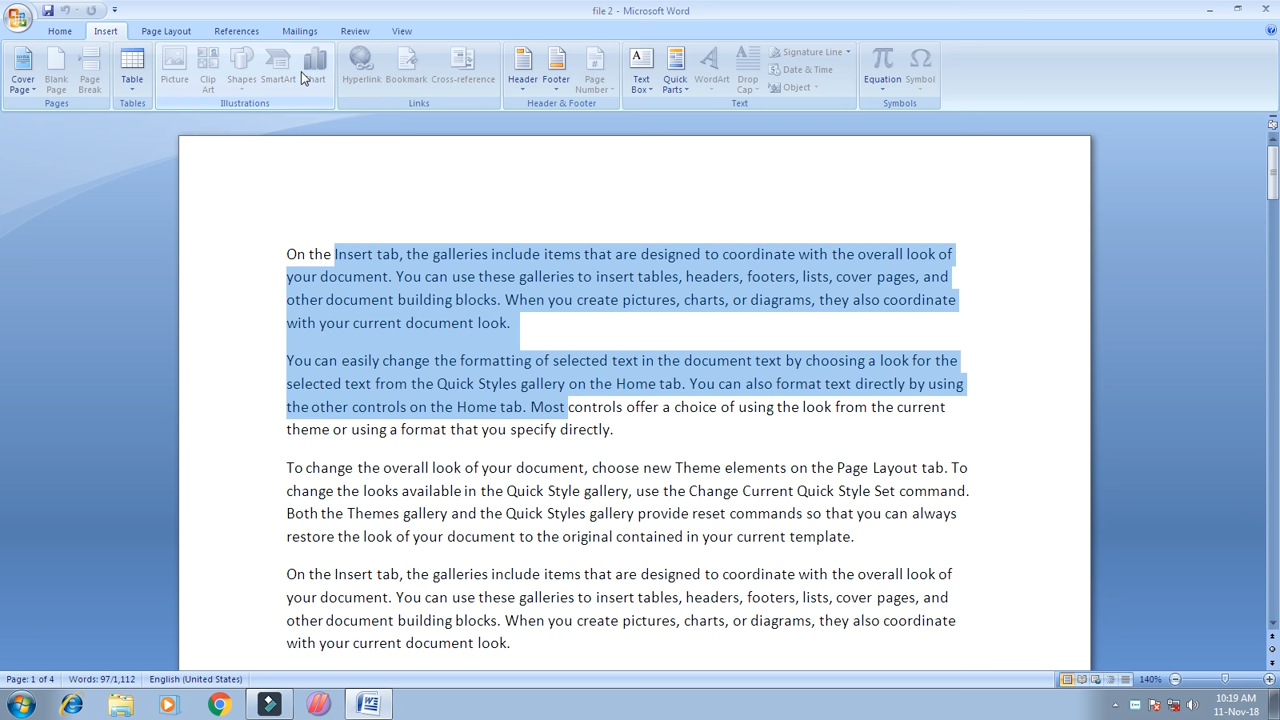 file 2 - Microsoft Word
Home Insert Page Layout References Mailings Review View
Cover Page Blank Page Page Break Table Picture Clip Art Shapes SmartArt Hyperlink Bookmark Cross-reference Header Footer Page Number Text Box Quick Parts WordArt Drop Cap Signature Line Date & Time Object Equation Symbol
Pages Tables Illustrations Links Header & Footer Text Symbols
On the Insert tab, the galleries include items that are designed to coordinate with the overall look of
your document. You can use these galleries to insert tables, headers, footers, lists, cover pages, and
other document building blocks. When you create pictures, charts, or diagrams, they also coordinate
with your current document look.
You can easily change the formatting of selected text in the document text by choosing a look for the
selected text from the Quick Styles gallery on the Home tab. You can also format text directly by using
the other controls on the Home tab. Most controls offer a choice of using the look from the current
theme or using a format that you specify directly.
To change the overall look of your document, choose new Theme elements on the Page Layout tab. To
change the looks available in the Quick Style gallery, use the Change Current Quick Style Set command.
Both the Themes gallery and the Quick Styles gallery provide reset commands so that you can always
restore the look of your document to the original contained in your current template.
On the Insert tab, the galleries include items that are designed to coordinate with the overall look of
your document. You can use these galleries to insert tables, headers, footers, lists, cover pages, and
other document building blocks. When you create pictures, charts, or diagrams, they also coordinate
with your current document look.
Page: 1 of 4 Words: 97/1,112 English (United States) 140%
10:19 AM
11-Nov-18